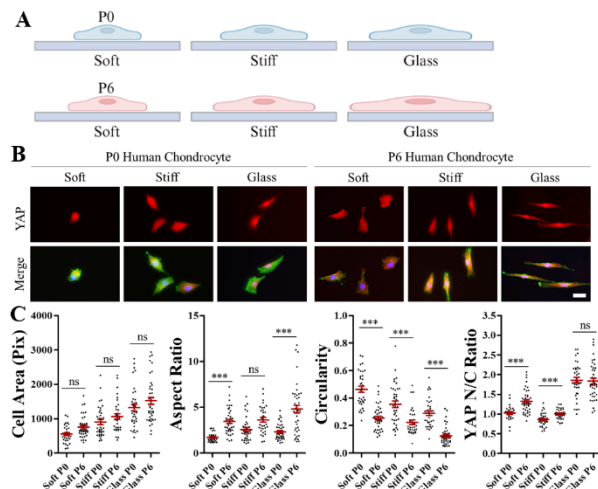 A
P0
Soft Stiff Glass
P6
Soft Stiff Glass
B
P0 Human Chondrocyte P6 Human Chondrocyte
Soft Stiff Glass Soft Stiff Glass
YAP
Merge
C
Cell Area (Pix)
4000
3000
2000
1000
0
ns ns ns
Soft P0 Soft P6 Stiff P0 Stiff P6 Glass P0 Glass P6
Aspect Ratio
15
10
5
0
*** ns ***
Soft P0 Soft P6 Stiff P0 Stiff P6 Glass P0 Glass P6
Circularity
1.0
0.8
0.6
0.4
0.2
0.0
*** *** ***
Soft P0 Soft P6 Stiff P0 Stiff P6 Glass P0 Glass P6
YAP N/C Ratio
3.0
2.5
2.0
1.5
1.0
0.5
0.0
*** *** ns
Soft P0 Soft P6 Stiff P0 Stiff P6 Glass P0 Glass P6